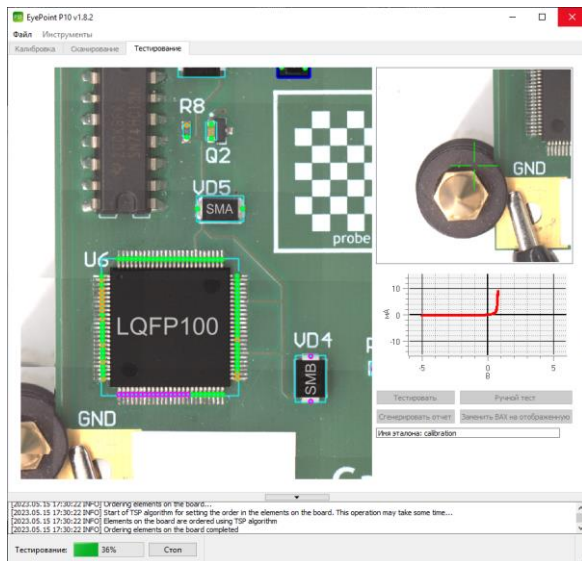 EyePoint P10 v1.8.2
Файл Инструменты
Калибровка Сканирование Тестирование
R8
Q2
VD5
SMA
probe
U6
LQFP100
VD4
SMB
GND
GND
10
0
-10
мА
-5 0 5
В
Тестировать Ручной тест
Сгенерировать отчет Заменить ВАХ на отображенную
Имя эталона: calibration
[2023.05.15 17:30:22 INFO] Ordering elements on the board...
[2023.05.15 17:30:22 INFO] Start of TSP algorithm for setting the order in the elements on the board. This operation may take some time...
[2023.05.15 17:30:22 INFO] Elements on the board are ordered using TSP algorithm
[2023.05.15 17:30:22 INFO] Ordering elements on the board completed
Тестирование: 36% Стоп